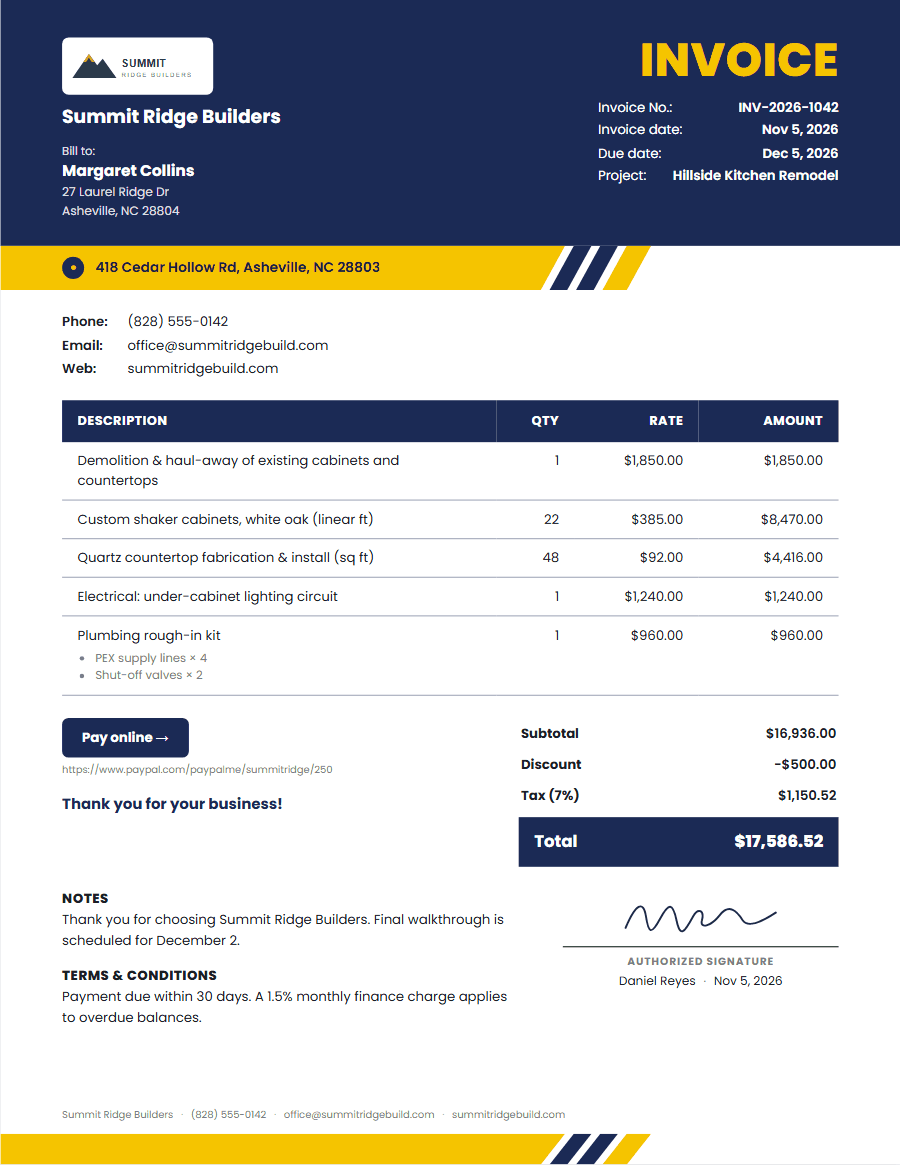 SUMMIT
RIDGE BUILDERS
INVOICE
Summit Ridge Builders
Bill to:
Margaret Collins
27 Laurel Ridge Dr
Asheville, NC 28804
Invoice No.: INV-2026-1042
Invoice date: Nov 5, 2026
Due date: Dec 5, 2026
Project: Hillside Kitchen Remodel
418 Cedar Hollow Rd, Asheville, NC 28803
Phone: (828) 555-0142
Email: office@summitridgebuild.com
Web: summitridgebuild.com
DESCRIPTION QTY RATE AMOUNT
Demolition & haul-away of existing cabinets and 1 $1,850.00 $1,850.00
countertops
Custom shaker cabinets, white oak (linear ft) 22 $385.00 $8,470.00
Quartz countertop fabrication & install (sq ft) 48 $92.00 $4,416.00
Electrical: under-cabinet lighting circuit 1 $1,240.00 $1,240.00
Plumbing rough-in kit 1 $960.00 $960.00
• PEX supply lines × 4
• Shut-off valves × 2
Pay online →
https://www.paypal.com/paypalme/summitridge/250
Thank you for your business!
Subtotal $16,936.00
Discount -$500.00
Tax (7%) $1,150.52
Total $17,586.52
NOTES
Thank you for choosing Summit Ridge Builders. Final walkthrough is
scheduled for December 2.
TERMS & CONDITIONS
Payment due within 30 days. A 1.5% monthly finance charge applies
to overdue balances.
AUTHORIZED SIGNATURE
Daniel Reyes · Nov 5, 2026
Summit Ridge Builders · (828) 555-0142 · office@summitridgebuild.com · summitridgebuild.com